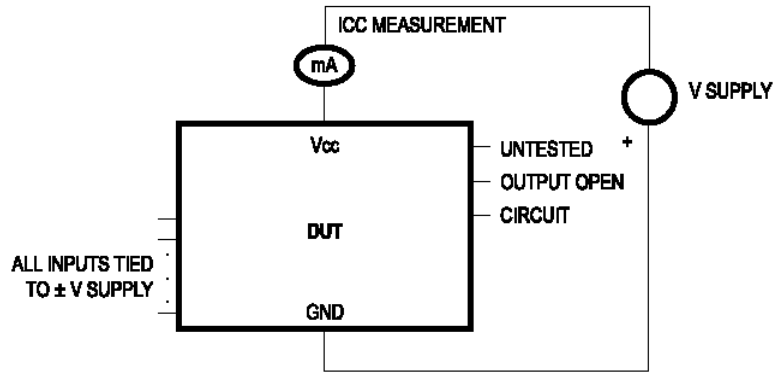 ICC MEASUREMENT
mA
V SUPPLY
+
Vcc
UNTESTED
OUTPUT OPEN
CIRCUIT
DUT
ALL INPUTS TIED
TO ± V SUPPLY
GND